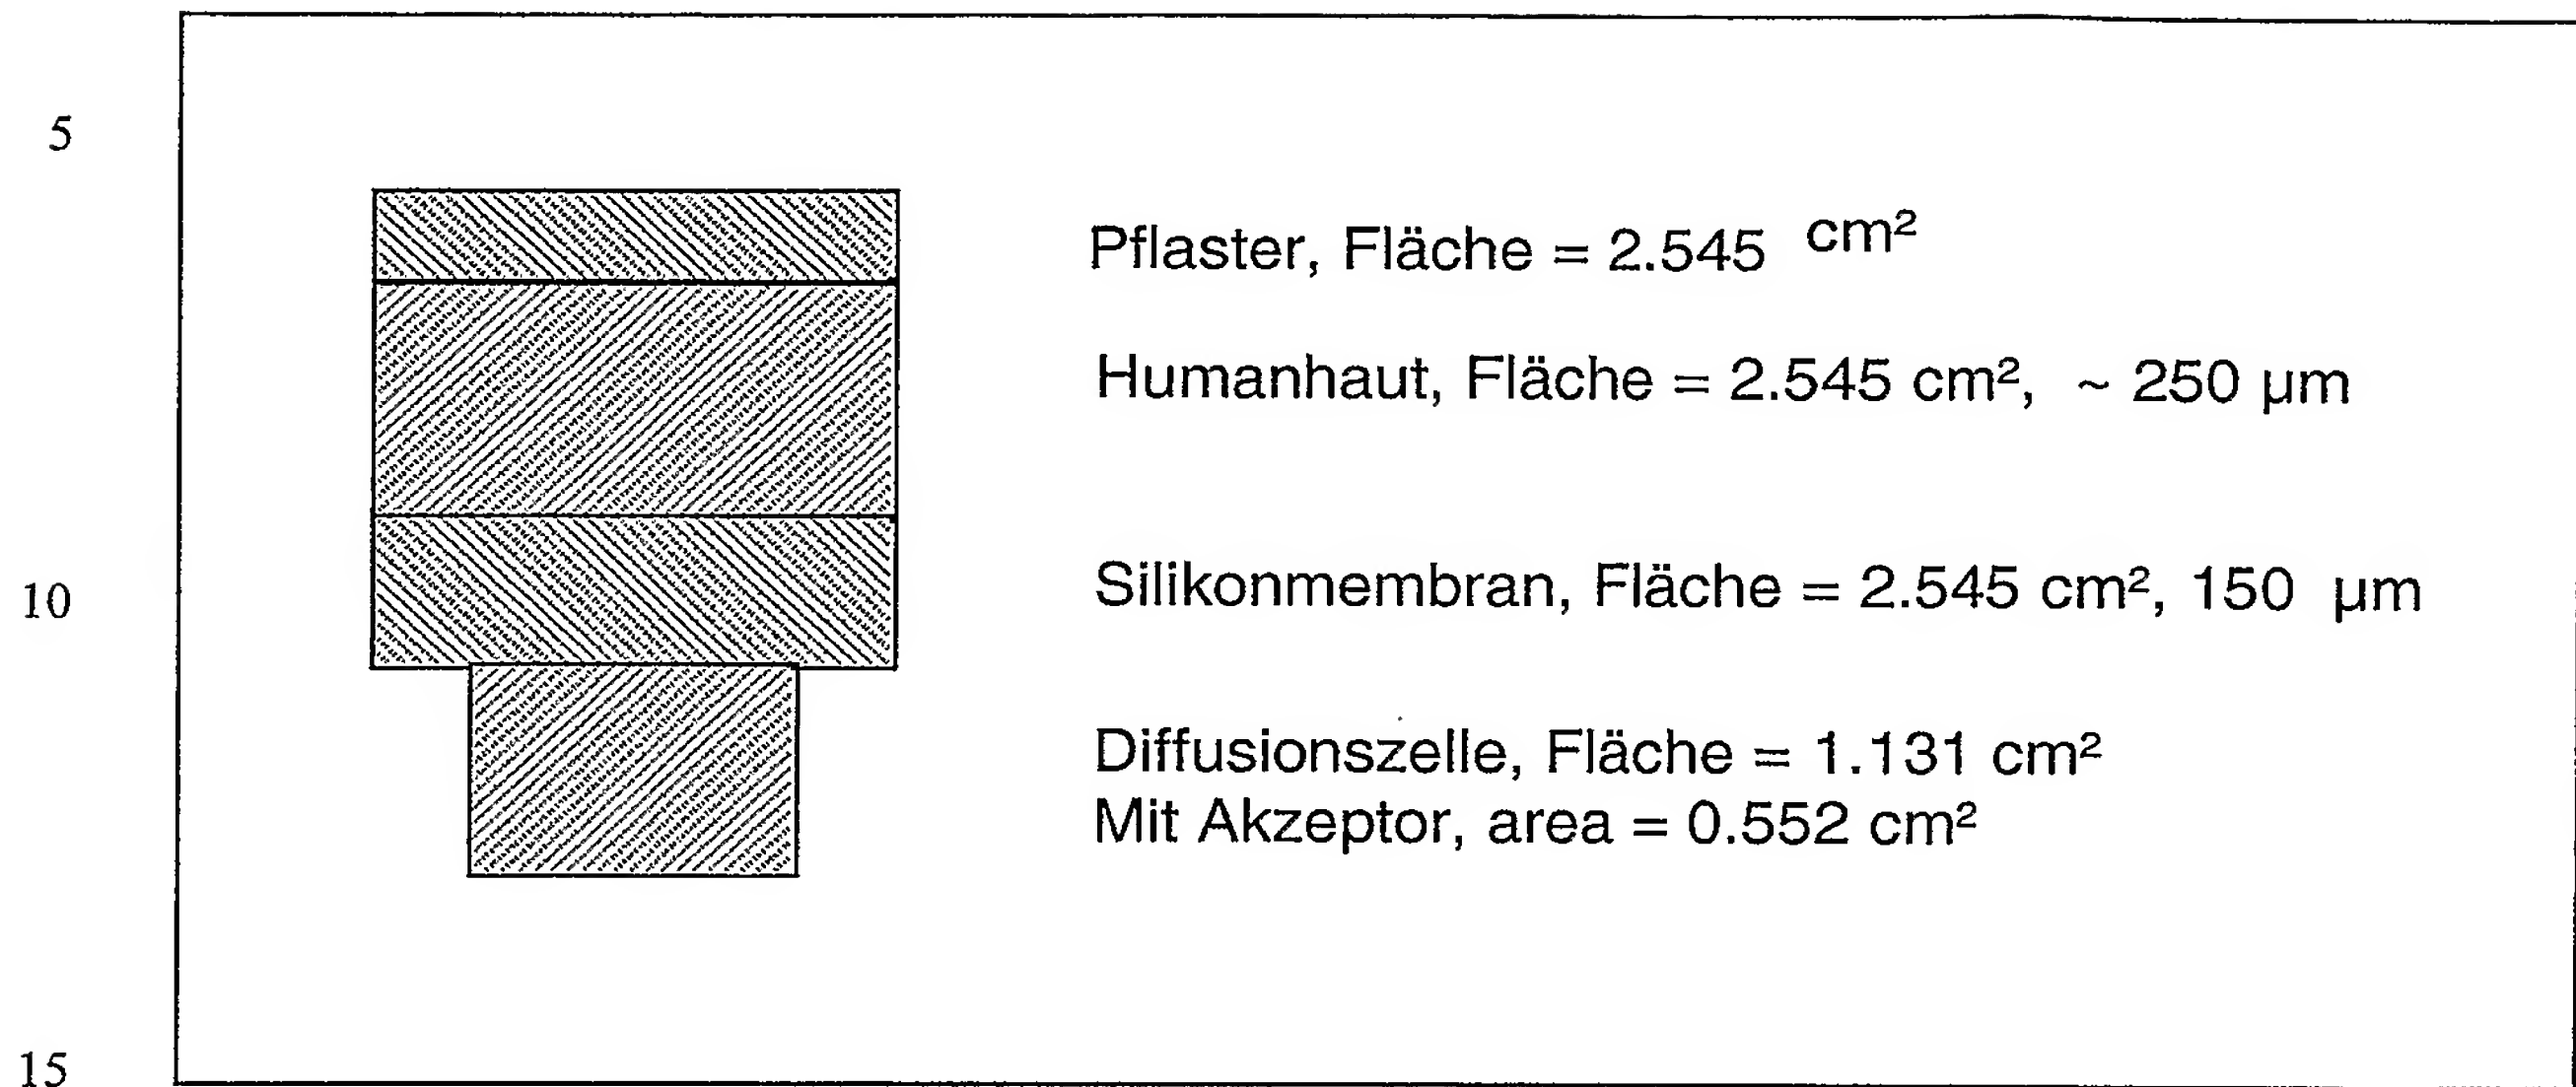 5
Pflaster, Fläche = 2.545 cm²
Humanhaut, Fläche = 2.545 cm², ~ 250 µm
10
Silikonmembran, Fläche = 2.545 cm², 150 µm
Diffusionszelle, Fläche = 1.131 cm²
Mit Akzeptor, area = 0.552 cm²
15